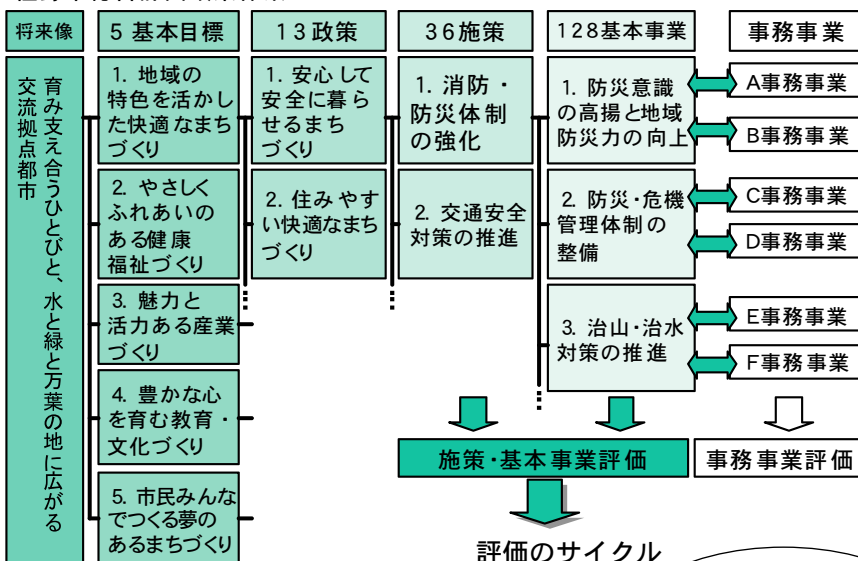 将来像
5 基本目標
13政策
36施策
128基本事業
事務事業
育み支え合うひとびと、水と緑と万葉の地に広がる
交流拠点都市
1. 地域の
特色を活かし
た快適なまち
づくり
2. やさしく
ふれあいの
ある健康
福祉づくり
3. 魅力と
活力ある産業
づくり
4. 豊かな心
を育む教育・
文化づくり
5. 市民みんな
でつくる夢の
あるまちづくり
1. 安心して
安全に暮ら
せるまち
づくり
2. 住みやす
い快適なまち
づくり
1. 消防・
防災体制
の強化
2. 交通安全
対策の推進
1. 防災意識
の高揚と地域
防災力の向上
2. 防災・危機
管理体制の
整備
3. 治山・治水
対策の推進
A事務事業
B事務事業
C事務事業
D事務事業
E事務事業
F事務事業
施策・基本事業評価
事務事業評価
評価のサイクル